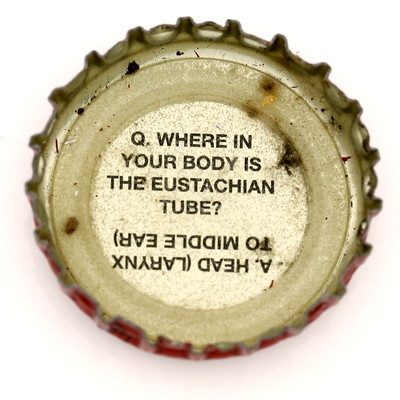 Q. WHERE IN
YOUR BODY IS
THE EUSTACHIAN
TUBE?
A. HEAD (LARYNX
TO MIDDLE EAR)